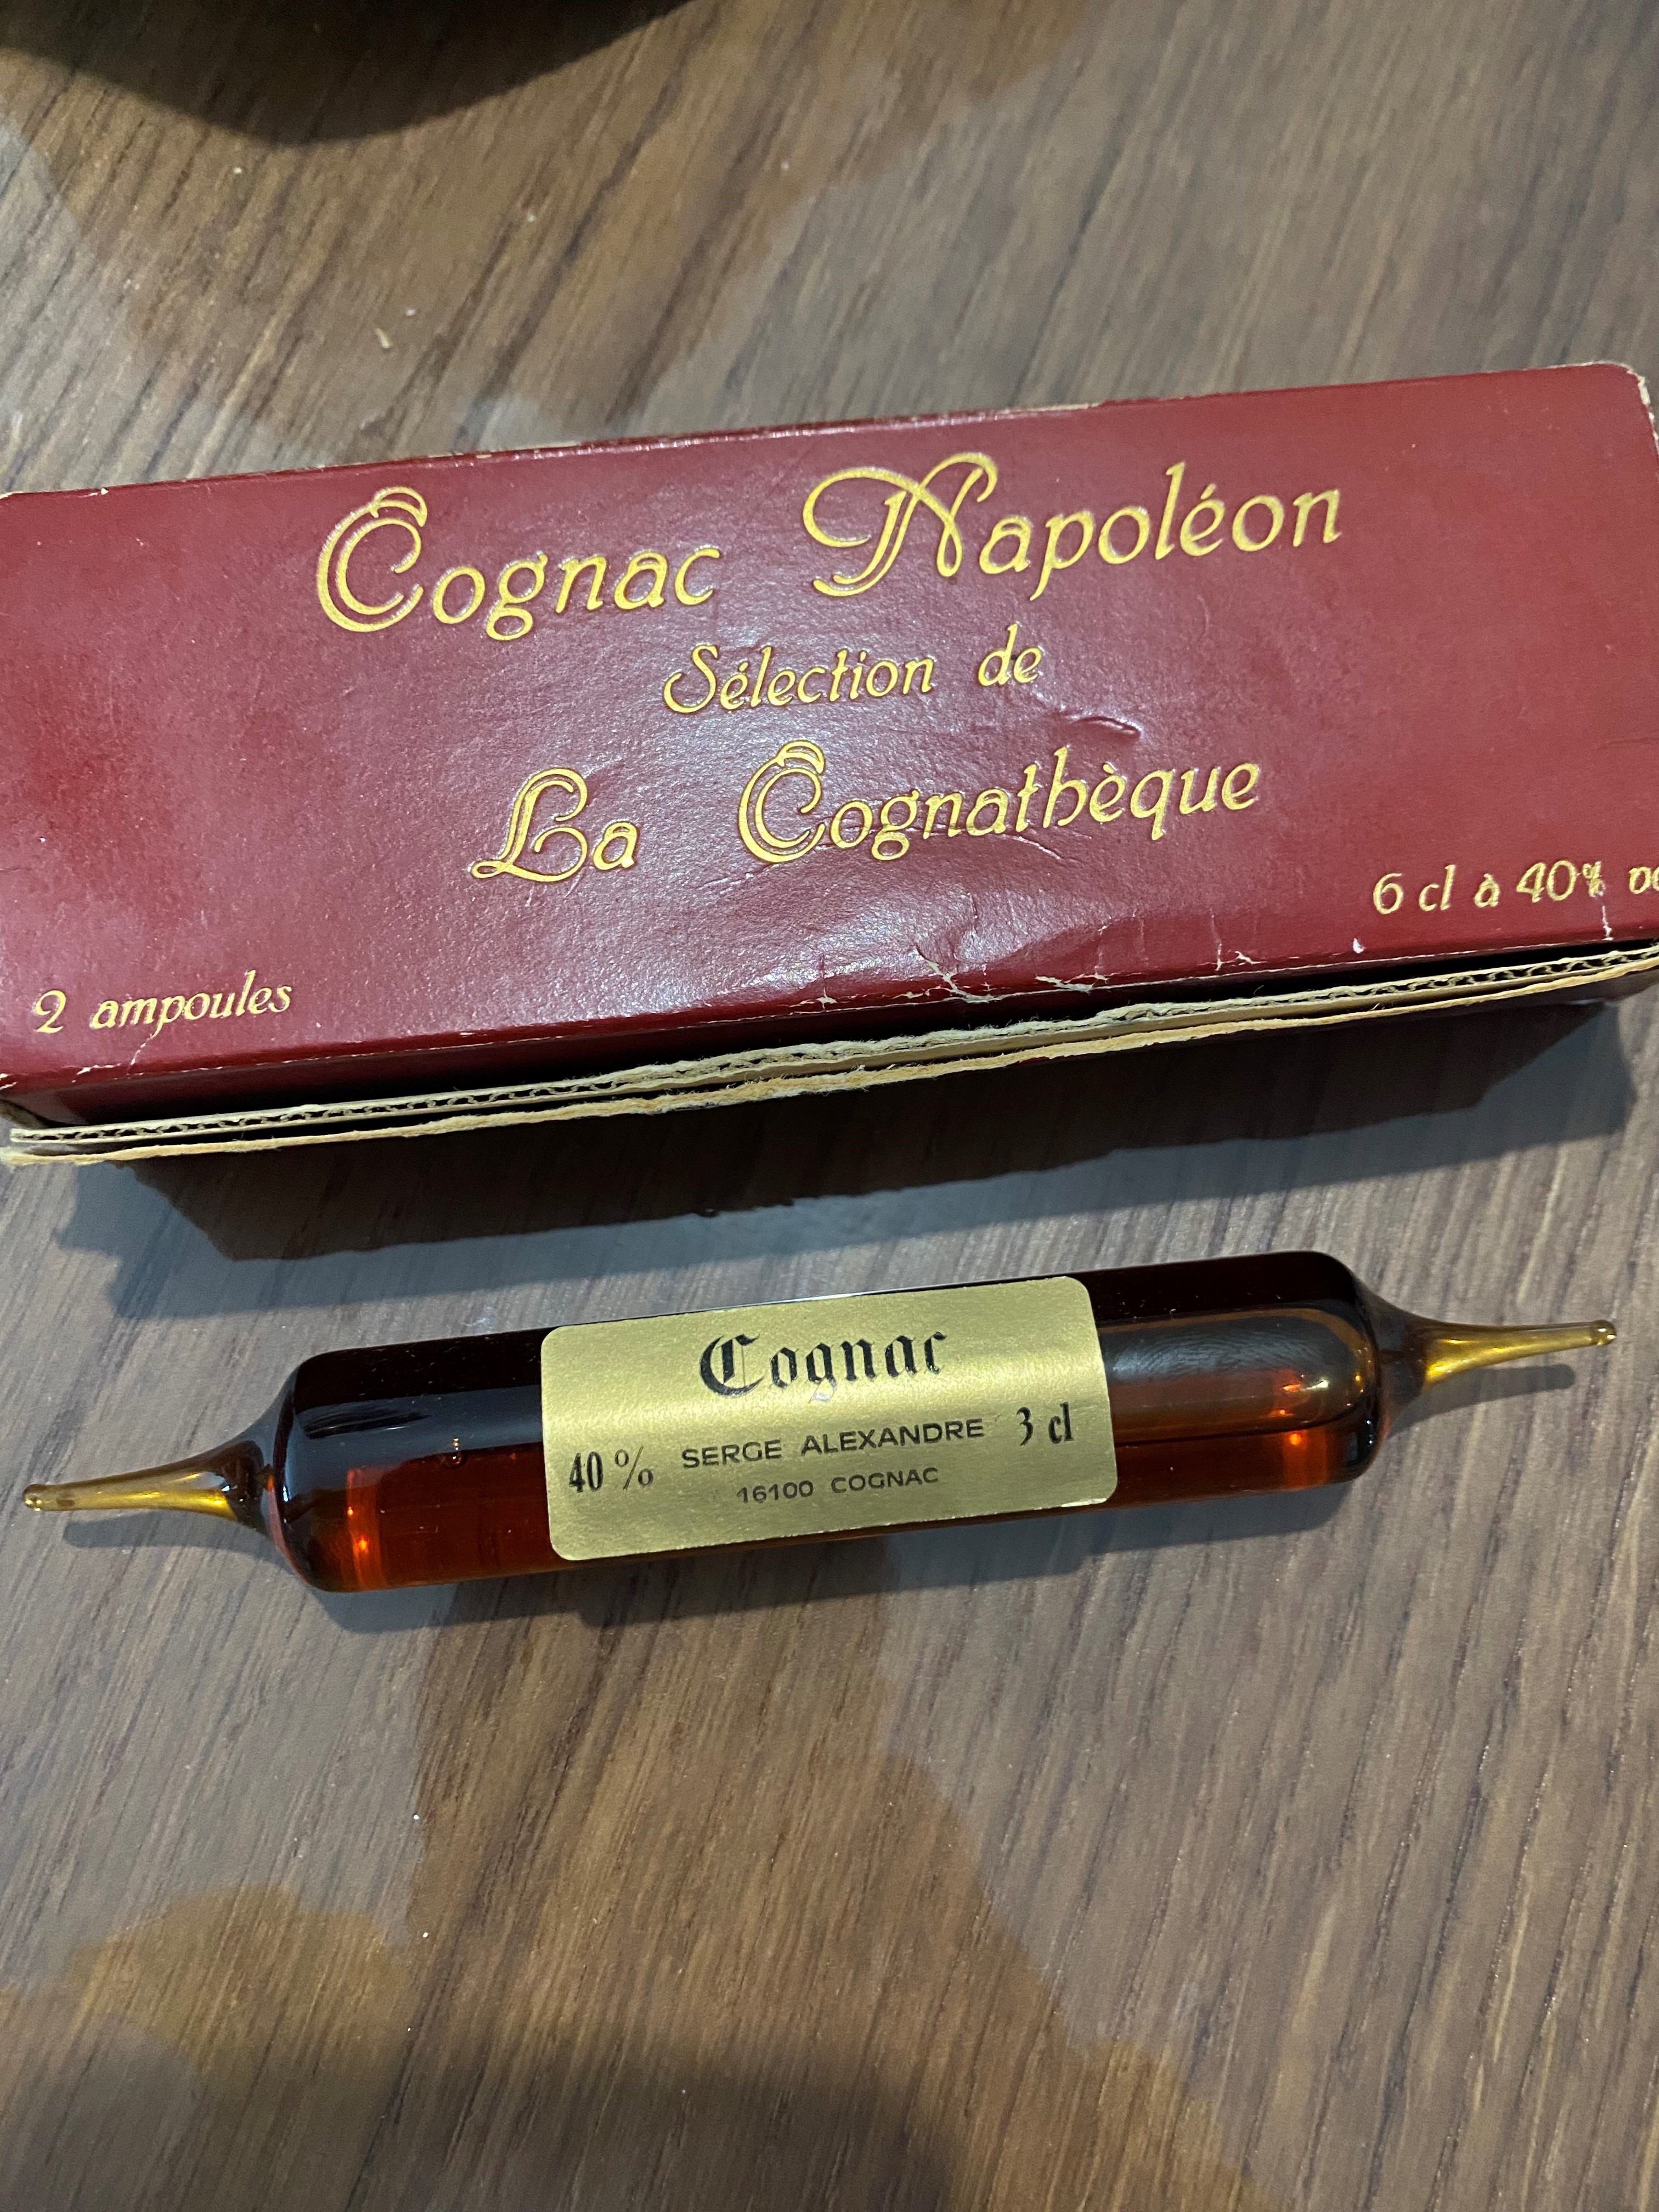 Cognac Napoléon
Sélection de
La Cognathèque
6 cl à 40%
2 ampoules
Cognac
40 % SERGE ALEXANDRE 3 cl
16100 COGNAC